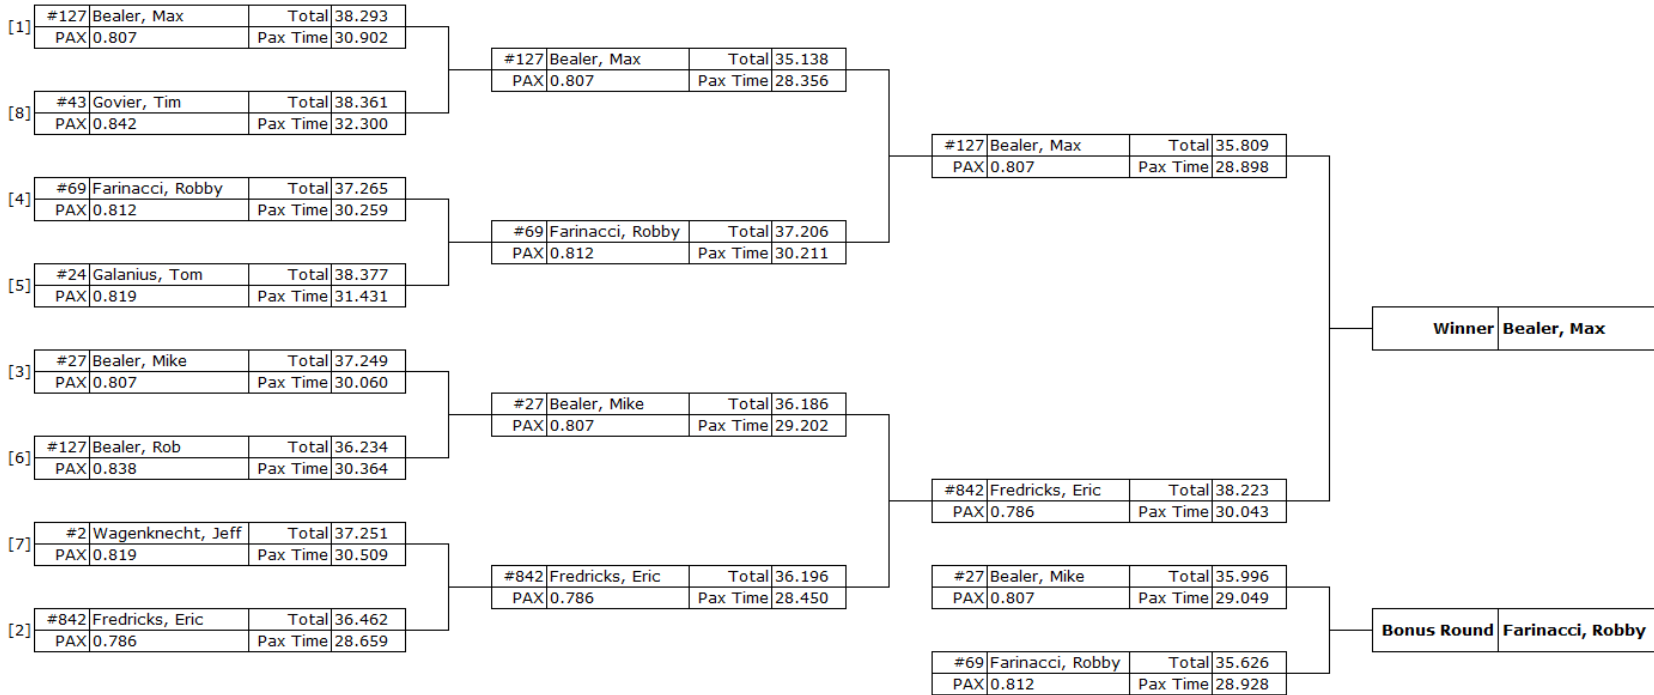 [1] #127 Bealer, Max Total 38.293
PAX 0.807 Pax Time 30.902
[8] #43 Govier, Tim Total 38.361
PAX 0.842 Pax Time 32.300
[4] #69 Farinacci, Robby Total 37.265
PAX 0.812 Pax Time 30.259
[5] #24 Galanius, Tom Total 38.377
PAX 0.819 Pax Time 31.431
[3] #27 Bealer, Mike Total 37.249
PAX 0.807 Pax Time 30.060
[6] #127 Bealer, Rob Total 36.234
PAX 0.838 Pax Time 30.364
[7] #2 Wagenknecht, Jeff Total 37.251
PAX 0.819 Pax Time 30.509
[2] #842 Fredricks, Eric Total 36.462
PAX 0.786 Pax Time 28.659
#127 Bealer, Max Total 35.138
PAX 0.807 Pax Time 28.356
#69 Farinacci, Robby Total 37.206
PAX 0.812 Pax Time 30.211
#27 Bealer, Mike Total 36.186
PAX 0.807 Pax Time 29.202
#842 Fredricks, Eric Total 36.196
PAX 0.786 Pax Time 28.450
#127 Bealer, Max Total 35.809
PAX 0.807 Pax Time 28.898
#842 Fredricks, Eric Total 38.223
PAX 0.786 Pax Time 30.043
#27 Bealer, Mike Total 35.996
PAX 0.807 Pax Time 29.049
#69 Farinacci, Robby Total 35.626
PAX 0.812 Pax Time 28.928
Winner Bealer, Max
Bonus Round Farinacci, Robby